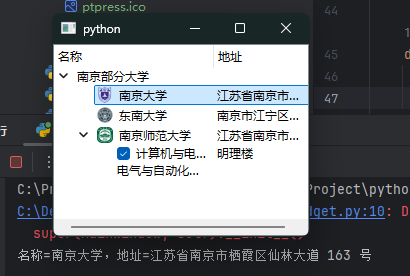 ptpress.ico
44
python
45
46
47
名称 地址
南京部分大学
南京大学 江苏省南京市...
东南大学 南京市江宁区...
南京师范大学 江苏省南京市...
计算机与电... 明理楼
电气与自动化...
行
C:\P
Project\python
C:\De
dget.py:10: D
名称=南京大学，地址=江苏省南京市栖霞区仙林大道 163 号